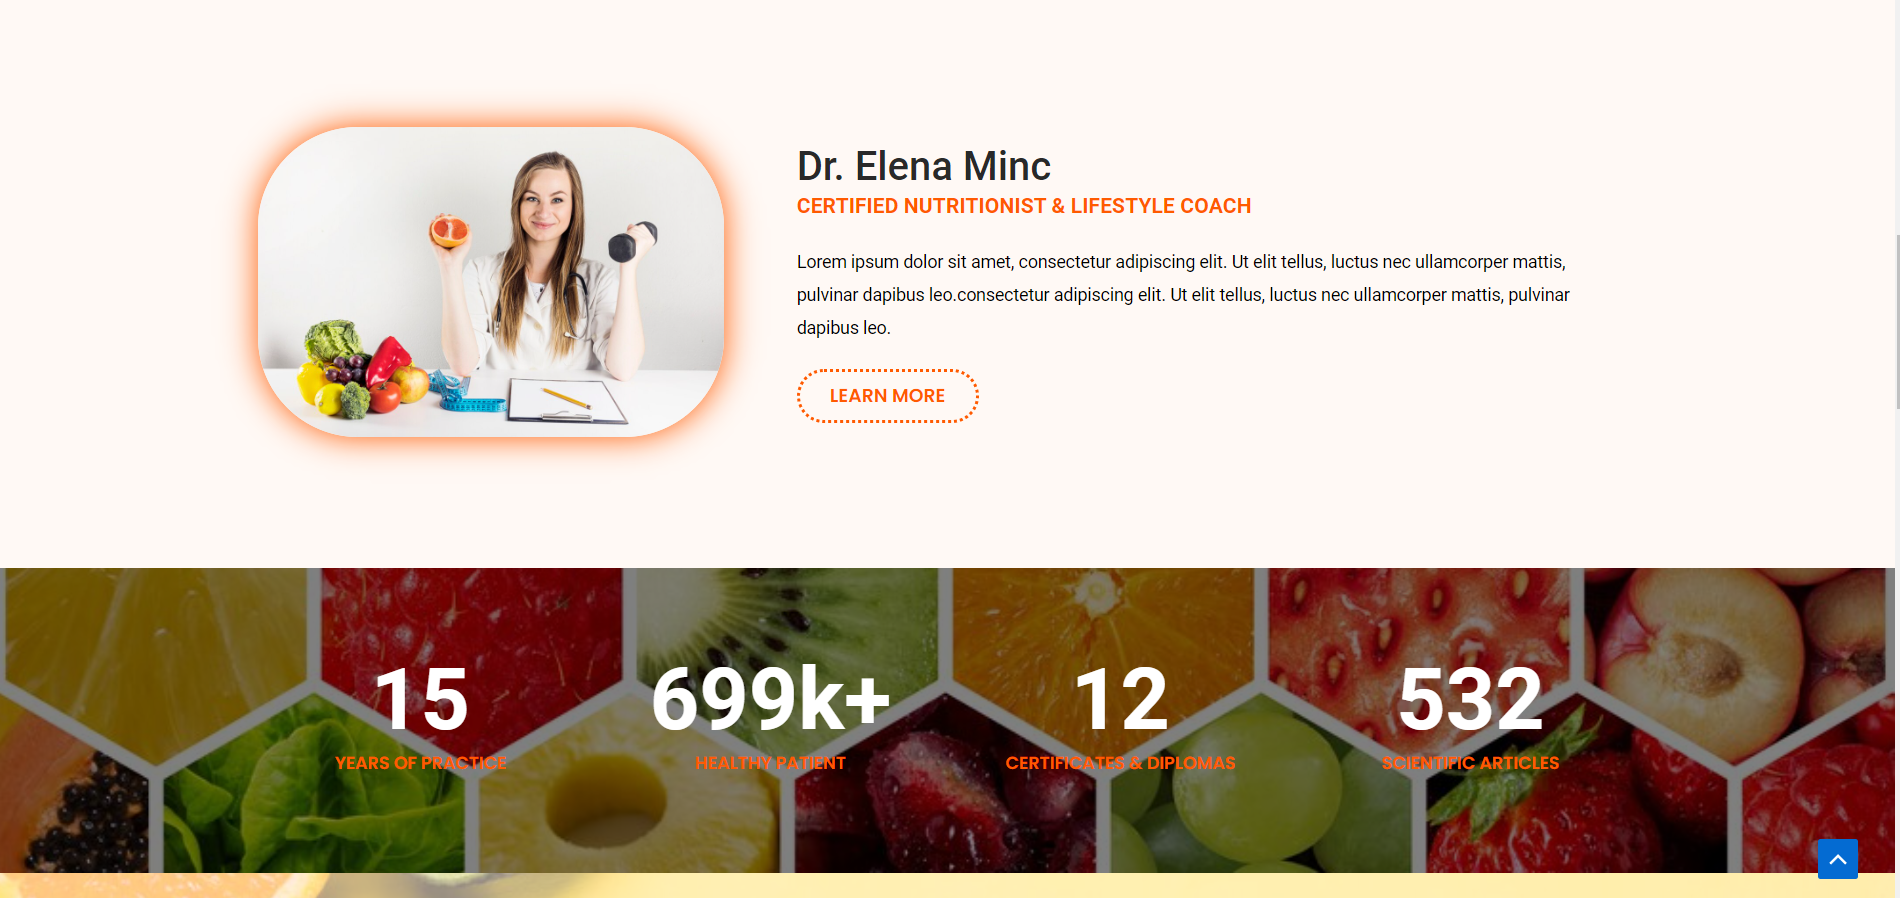 Dr. Elena Minc
CERTIFIED NUTRITIONIST & LIFESTYLE COACH
Lorem ipsum dolor sit amet, consectetur adipiscing elit. Ut elit tellus, luctus nec ullamcorper mattis,
pulvinar dapibus leo.consectetur adipiscing elit. Ut elit tellus, luctus nec ullamcorper mattis, pulvinar
dapibus leo.
LEARN MORE
15
YEARS OF PRACTICE
699k+
HEALTHY PATIENT
12
CERTIFICATES & DIPLOMAS
532
SCIENTIFIC ARTICLES